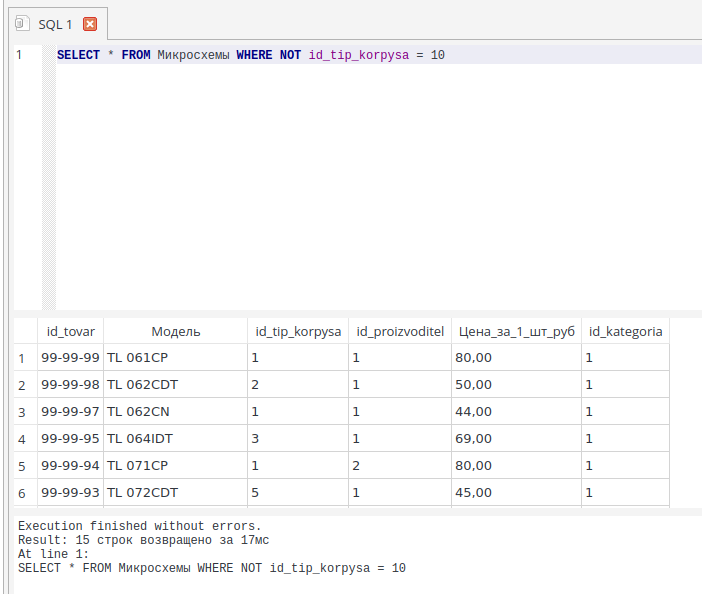 SQL 1
1 SELECT * FROM Микросхемы WHERE NOT id_tip_korpysa = 10
id_tovar Модель id_tip_korpysa id_proizvoditel Цена_за_1_шт_руб id_kategoria
1 99-99-99 TL 061CP 1 1 80,00 1
2 99-99-98 TL 062CDT 2 1 50,00 1
3 99-99-97 TL 062CN 1 1 44,00 1
4 99-99-95 TL 064IDT 3 1 69,00 1
5 99-99-94 TL 071CP 1 2 80,00 1
6 99-99-93 TL 072CDT 5 1 45,00 1
Execution finished without errors.
Result: 15 строк возвращено за 17мс
At line 1:
SELECT * FROM Микросхемы WHERE NOT id_tip_korpysa = 10